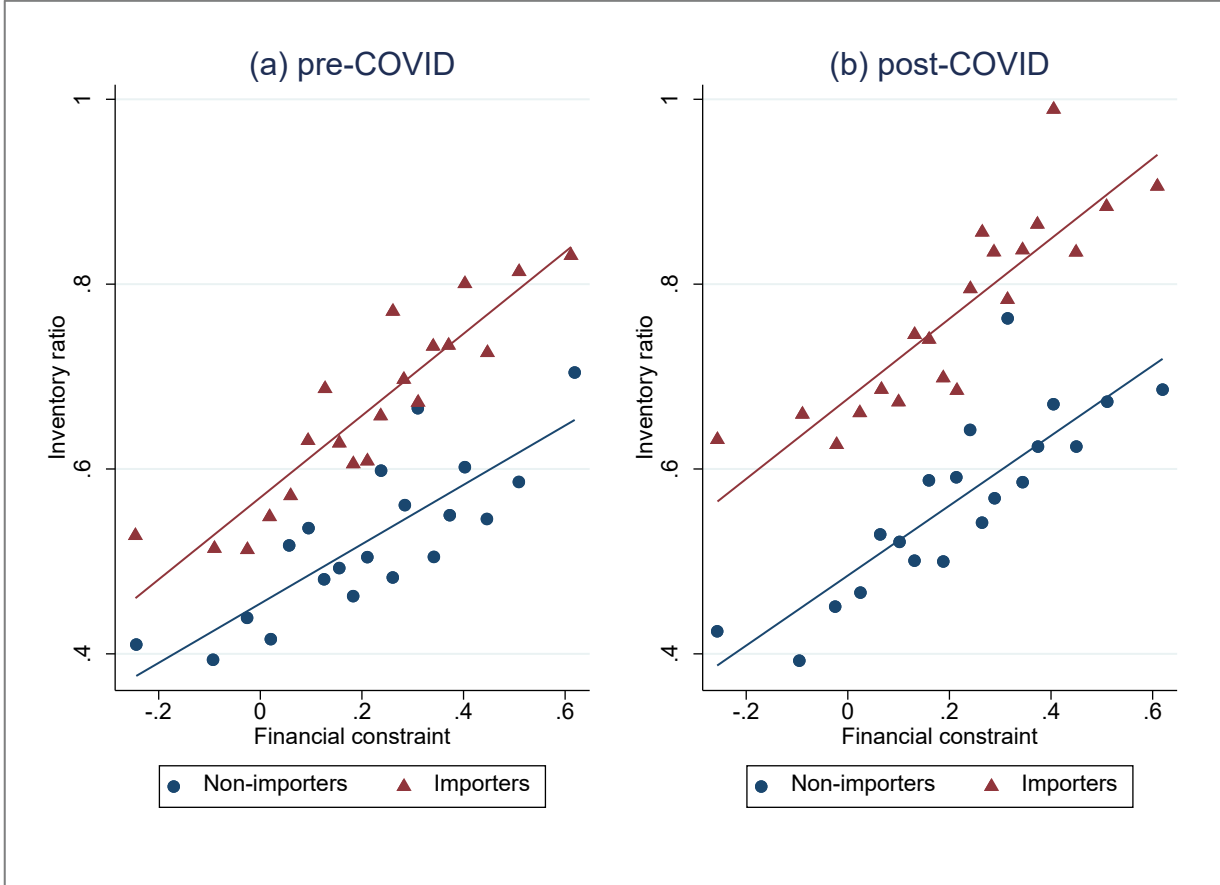 (a) pre-COVID
Inventory ratio
1
.8
.6
.4
-.2 0 .2 .4 .6
Financial constraint
Non-importers Importers
(b) post-COVID
Inventory ratio
1
.8
.6
.4
-.2 0 .2 .4 .6
Financial constraint
Non-importers Importers